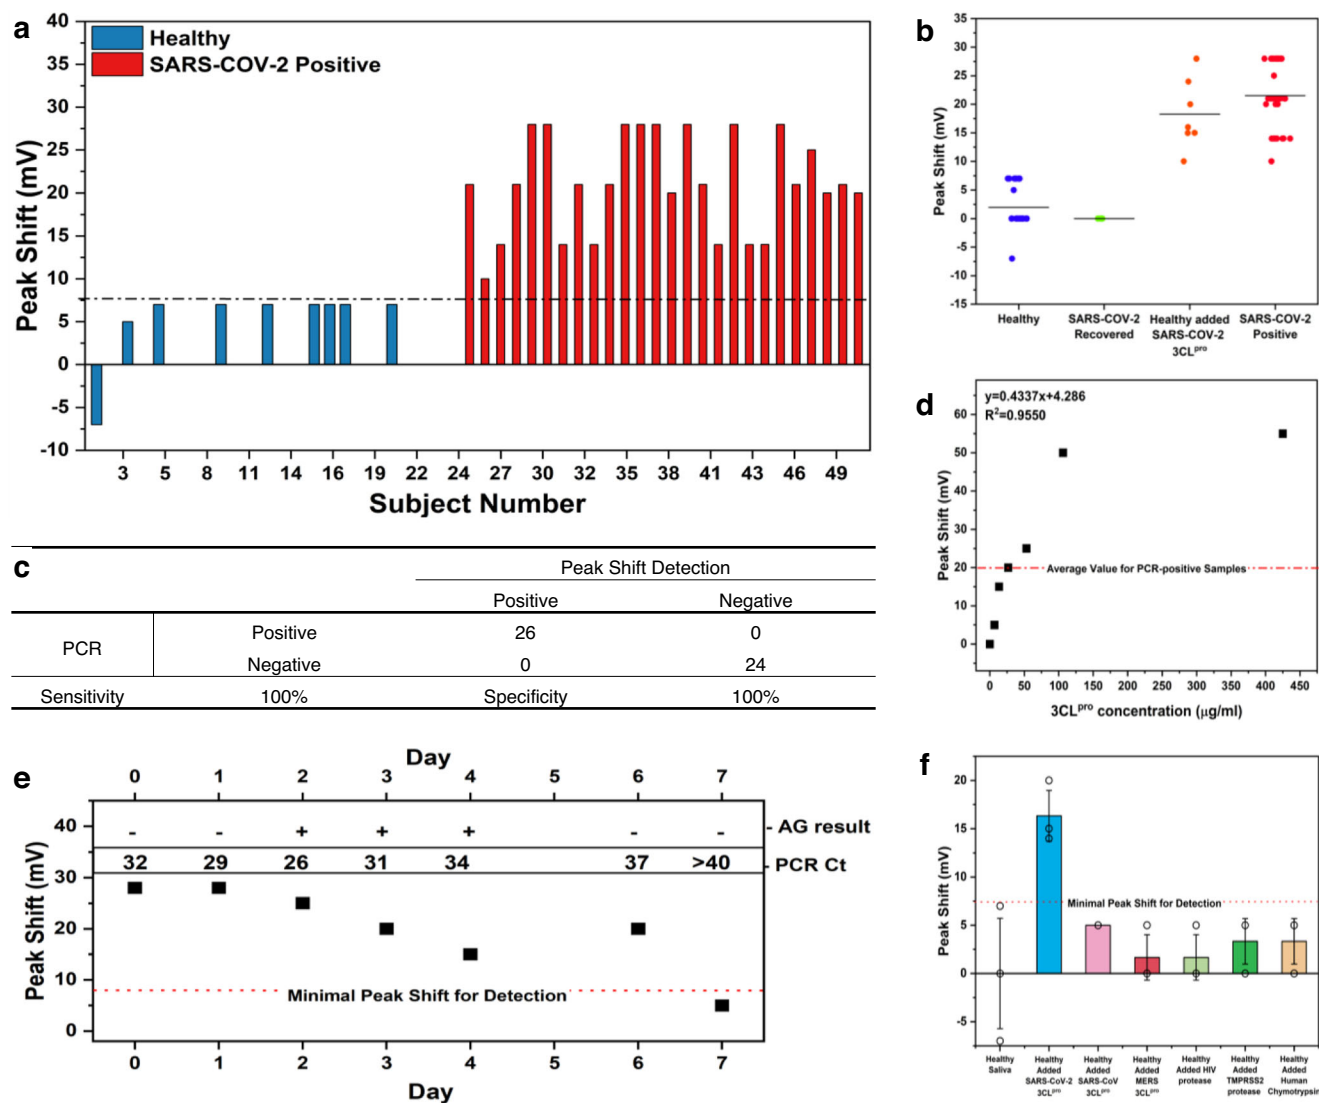 a
40
35
30
25
20
15
10
5
0
-5
-10
Peak Shift (mV)
Healthy
SARS-COV-2 Positive
3 5 8 11 14 16 19 22 24 27 30 32 35 38 41 43 46 49
Subject Number
b
35
30
25
20
15
10
5
0
-5
-10
-15
Peak Shift (mV)
Healthy
SARS-COV-2
Recovered
Healthy added
SARS-COV-2
3CLpro
SARS-COV-2
Positive
c
Peak Shift Detection
Positive Negative
PCR
Positive 26 0
Negative 0 24
Sensitivity 100% Specificity 100%
d
y=0.4337x+4.286
R2=0.9550
60
50
40
30
20
10
0
Peak Shift (mV)
Average Value for PCR-positive Samples
0 50 100 150 200 250 300 350 400 450
3CLpro concentration (μg/ml)
e
Day
0 1 2 3 4 5 6 7
- - + + + - - - AG result
32 29 26 31 34 37 >40 - PCR Ct
40
30
20
10
0
Peak Shift (mV)
Minimal Peak Shift for Detection
0 1 2 3 4 5 6 7
Day
f
20
15
10
5
0
-5
Peak Shift (mV)
Minimal Peak Shift for Detection
Healthy
Saliva
Healthy
Added
SARS-CoV-2
3CLpro
Healthy
Added
SARS-CoV
3CLpro
Healthy
Added
MERS
3CLpro
Healthy
Added HIV
protease
Healthy
Added
TMPRSS2
protease
Healthy
Added
Human
Chymotrypsin